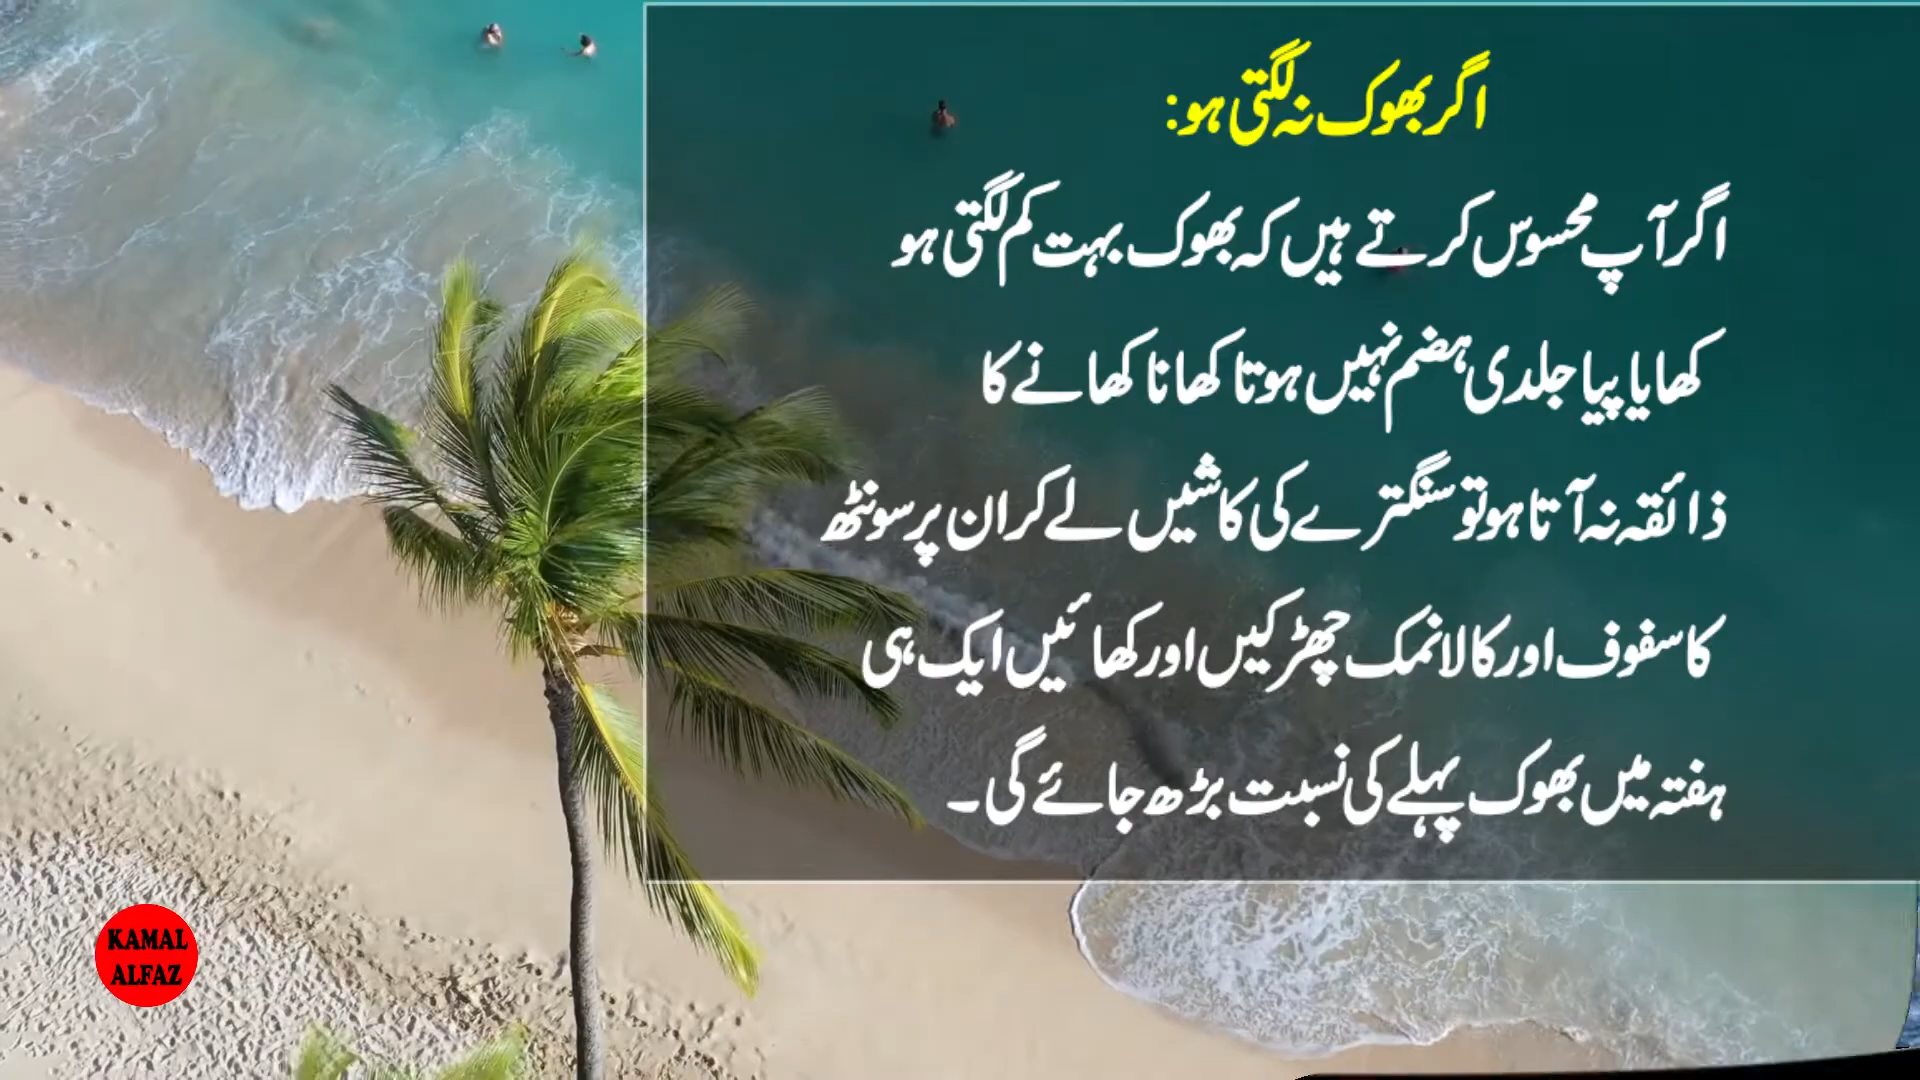 اگر بھوک نہ لگتی ہو:
اگر آپ محسوس کرتے ہیں کہ بھوک بہت کم لگتی ہو
کھایا پیا جلدی ہضم نہیں ہوتا کھانا کھانے کا
ذائقہ نہ آتا ہو تو سنگترے کی کاشیں لے کر ان پر سونٹھ
کا سفوف اور کالا نمک چھڑکیں اور کھائیں ایک ہی
ہفتہ میں بھوک پہلے کی نسبت بڑھ جائے گی۔
KAMAL
ALFAZ